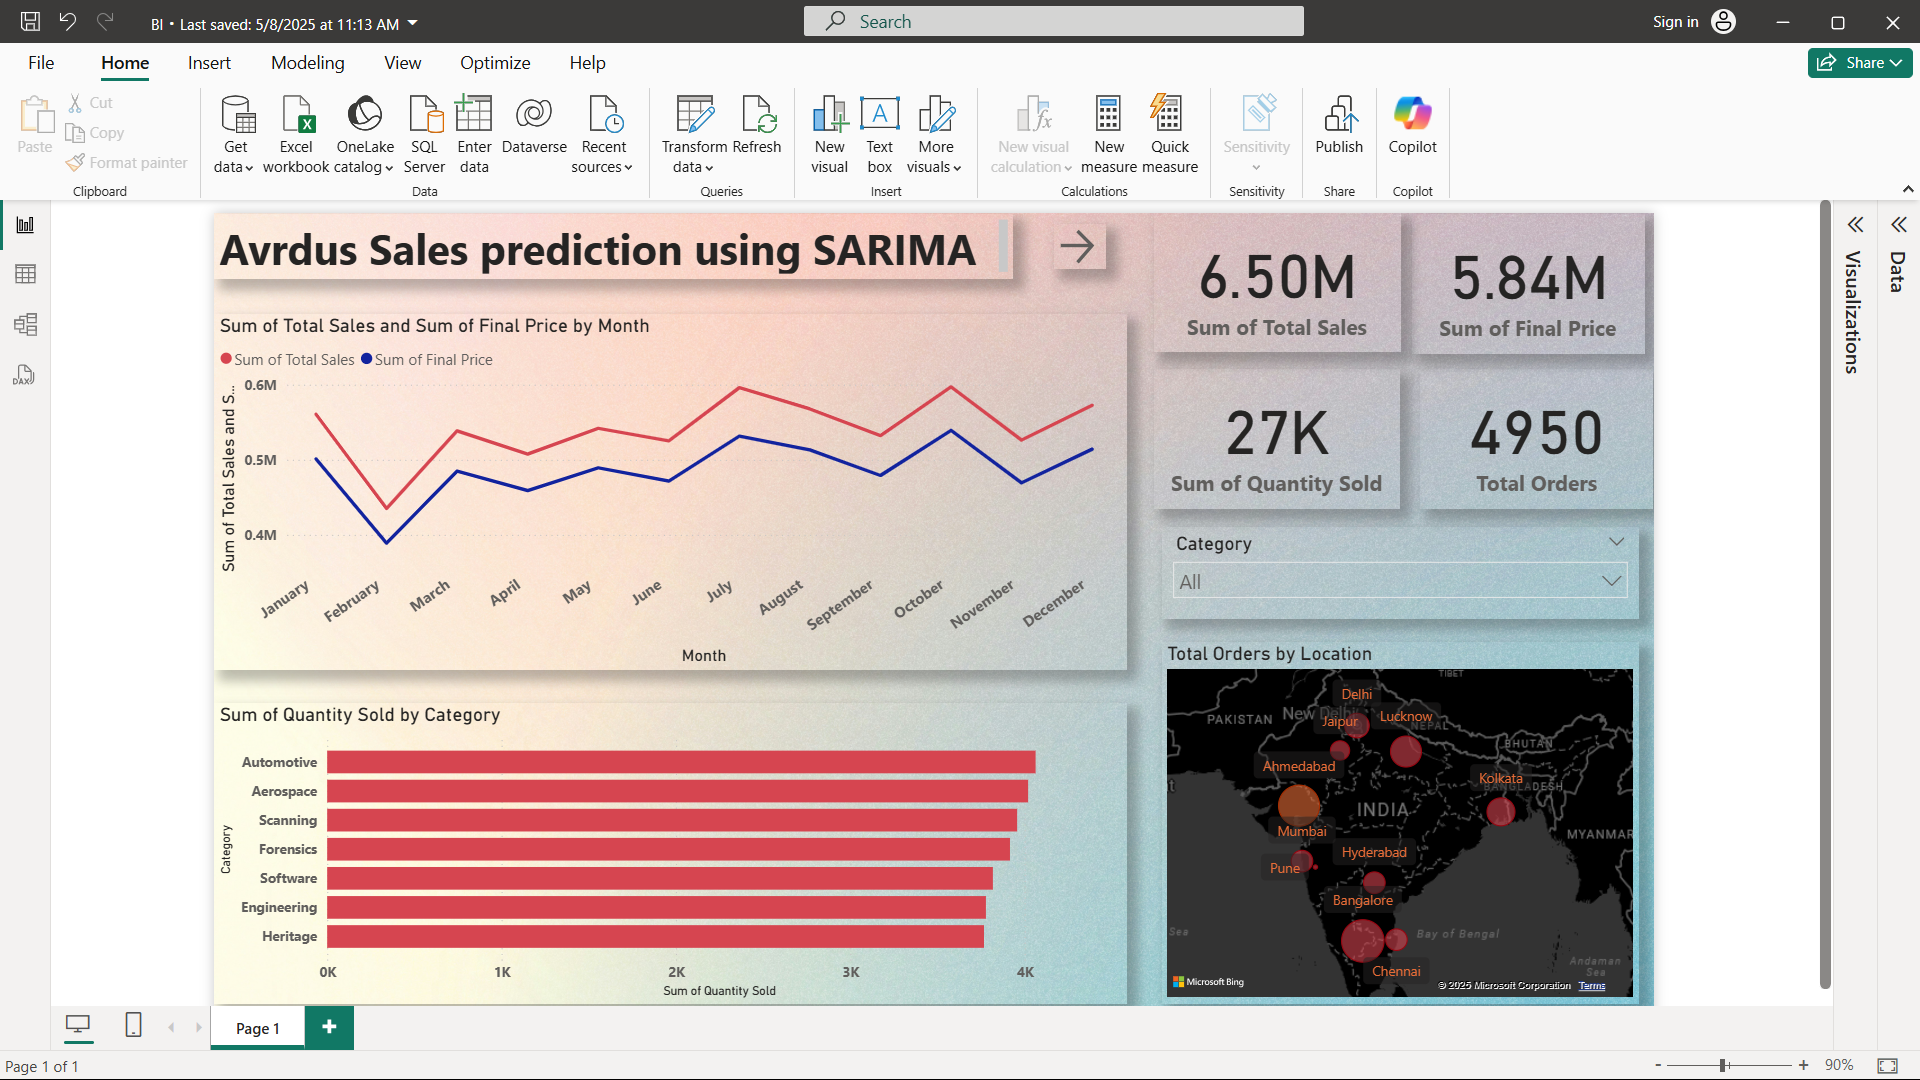 BI • Last saved: 5/8/2025 at 11:13 AM
Search
Sign in
File Home Insert Modeling View Optimize Help
Share
Paste
Cut
Copy
Format painter
Clipboard
Get data
Excel workbook
OneLake catalog
SQL Server
Enter data
Dataverse
Recent sources
Data
Transform data
Refresh
Queries
New visual
Text box
More visuals
Insert
New visual calculation
New measure
Quick measure
Calculations
Sensitivity
Sensitivity
Publish
Share
Copilot
Copilot
DAX
Visualizations
Data
Avrdus Sales prediction using SARIMA
6.50M
Sum of Total Sales
5.84M
Sum of Final Price
27K
Sum of Quantity Sold
4950
Total Orders
Sum of Total Sales and Sum of Final Price by Month
Sum of Total Sales Sum of Final Price
Sum of Total Sales and S...
0.6M
0.5M
0.4M
January February March April May June July August September October November December
Month
Category
All
Sum of Quantity Sold by Category
Category
Automotive
Aerospace
Scanning
Forensics
Software
Engineering
Heritage
0K 1K 2K 3K 4K
Sum of Quantity Sold
Total Orders by Location
TIBET
Delhi
PAKISTAN
New Delhi
Jaipur
Lucknow
NEPAL
BHUTAN
Ahmedabad
Kolkata
BANGLADESH
INDIA
Mumbai
MYANMAR
Hyderabad
Pune
Bangalore
Sea
Bay of Bengal
Andaman Sea
Chennai
Microsoft Bing
© 2025 Microsoft Corporation Terms
Page 1
Page 1 of 1
- + 90%